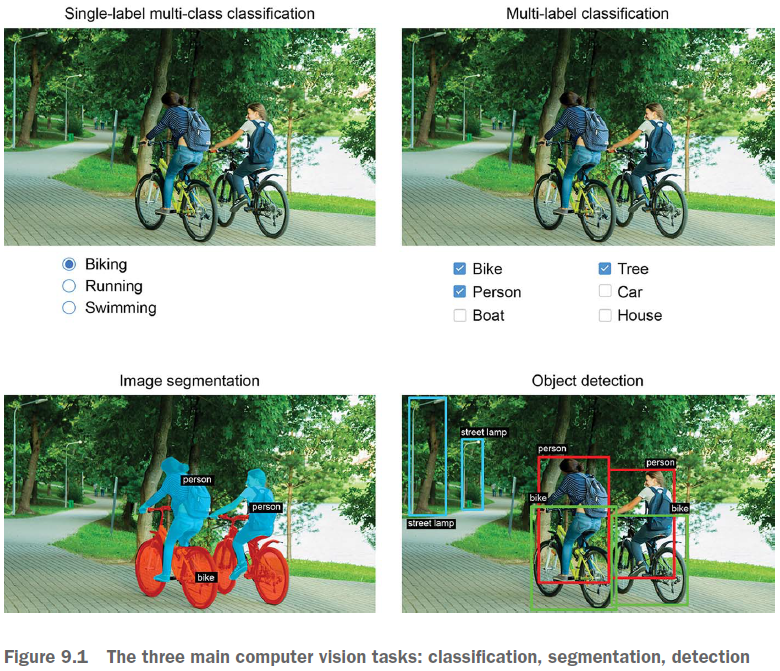 Single-label multi-class classification
Multi-label classification
Biking
Running
Swimming
Bike
Tree
Person
Car
Boat
House
Image segmentation
Object detection
person
person
bike
street lamp
person
person
bike
bike
street lamp
Figure 9.1 The three main computer vision tasks: classification, segmentation, detection